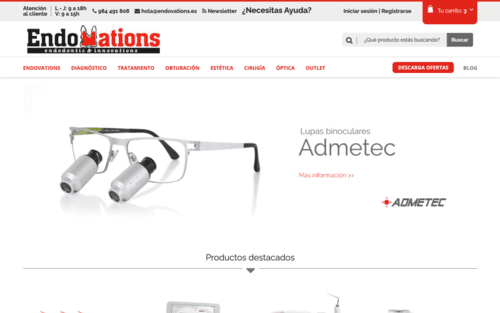 Atención al cliente
L - J: 9 a 18h
V: 9 a 15h
984 491 808
hola@endovations.es
Newsletter
¿Necesitas Ayuda?
Iniciar sesión | Registrarse
Tu carrito: 3
Endovations
endodontic & innovations
¿Qué producto estás buscando?
Buscar
ENDOVATIONS DIAGNÓSTICO TRATAMIENTO OBTURACIÓN ESTÉTICA CIRUGÍA ÓPTICA OUTLET
DESCARGA OFERTAS
BLOG
Lupas binoculares
Admetec
Más información >>
ADMETEC
Productos destacados